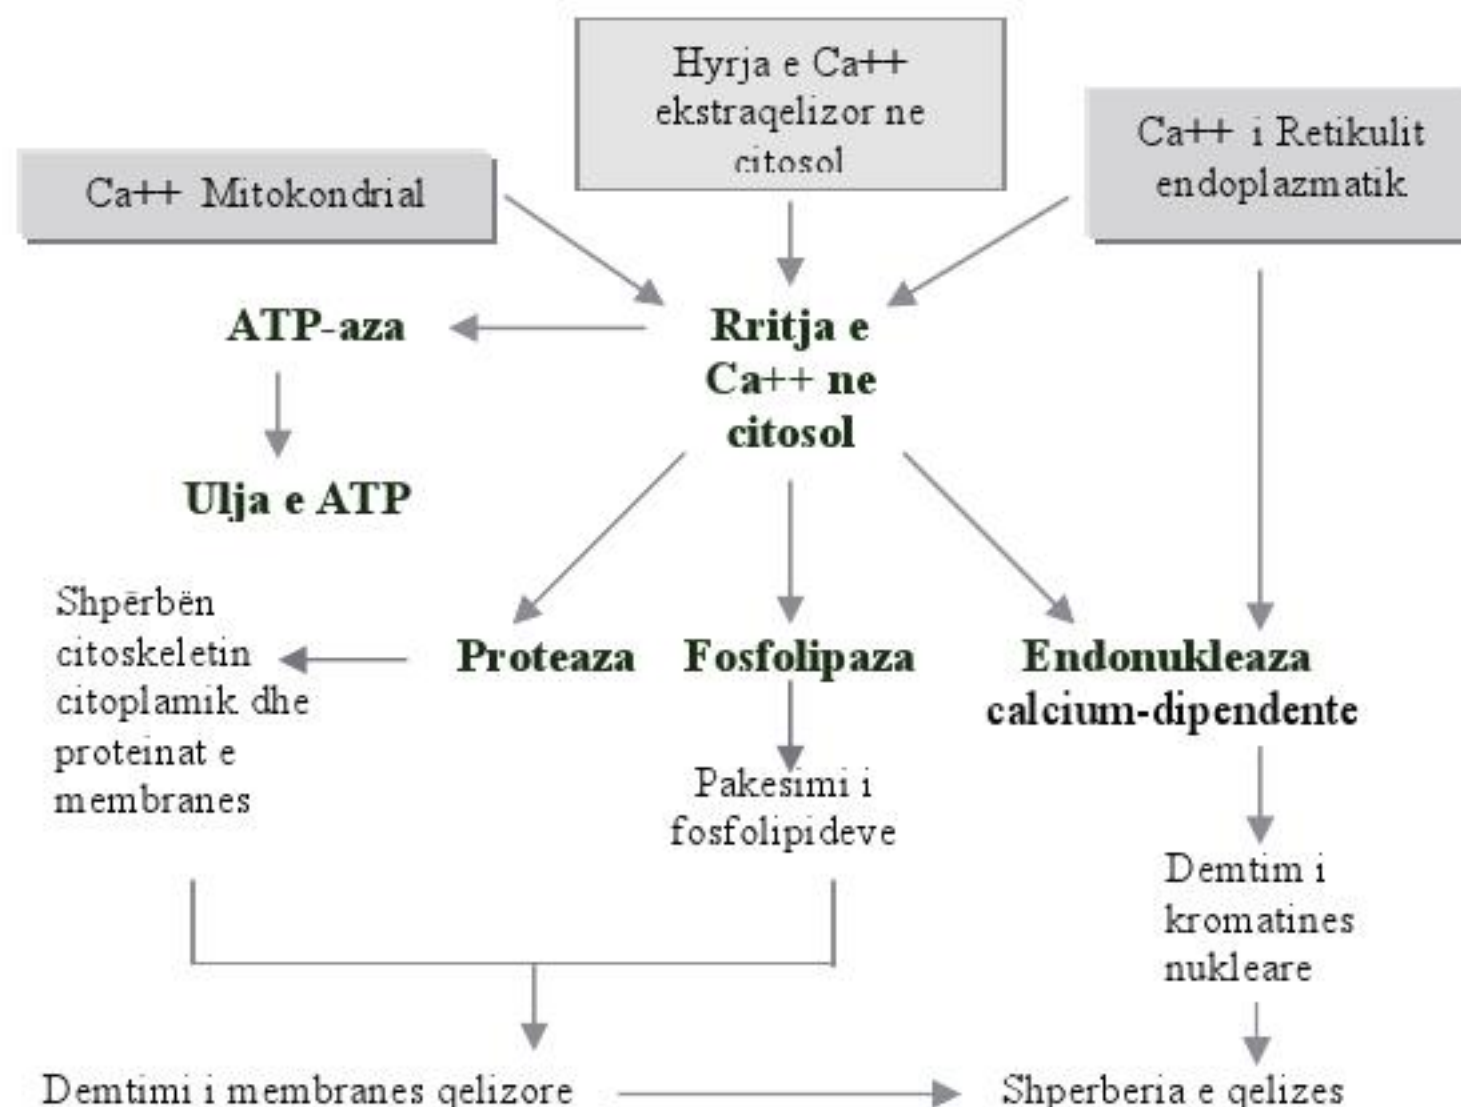 Hyrja e Ca++
ekstraqelizor ne
citosol
Ca++ i Retikulit
endoplazmatik
Ca++ Mitokondrial
ATP-aza
Rritja e
Ca++ ne
citosol
Ulja e ATP
Shpërbën
citoskeletin
citoplamik dhe
proteinat e
membranes
Proteaza
Fosfolipaza
Endonukleaza
calcium-dipendente
Pakesimi i
fosfolipideve
Demtim i
kromatines
nukleare
Demtimi i membranes qelizore
Shperberia e qelizes